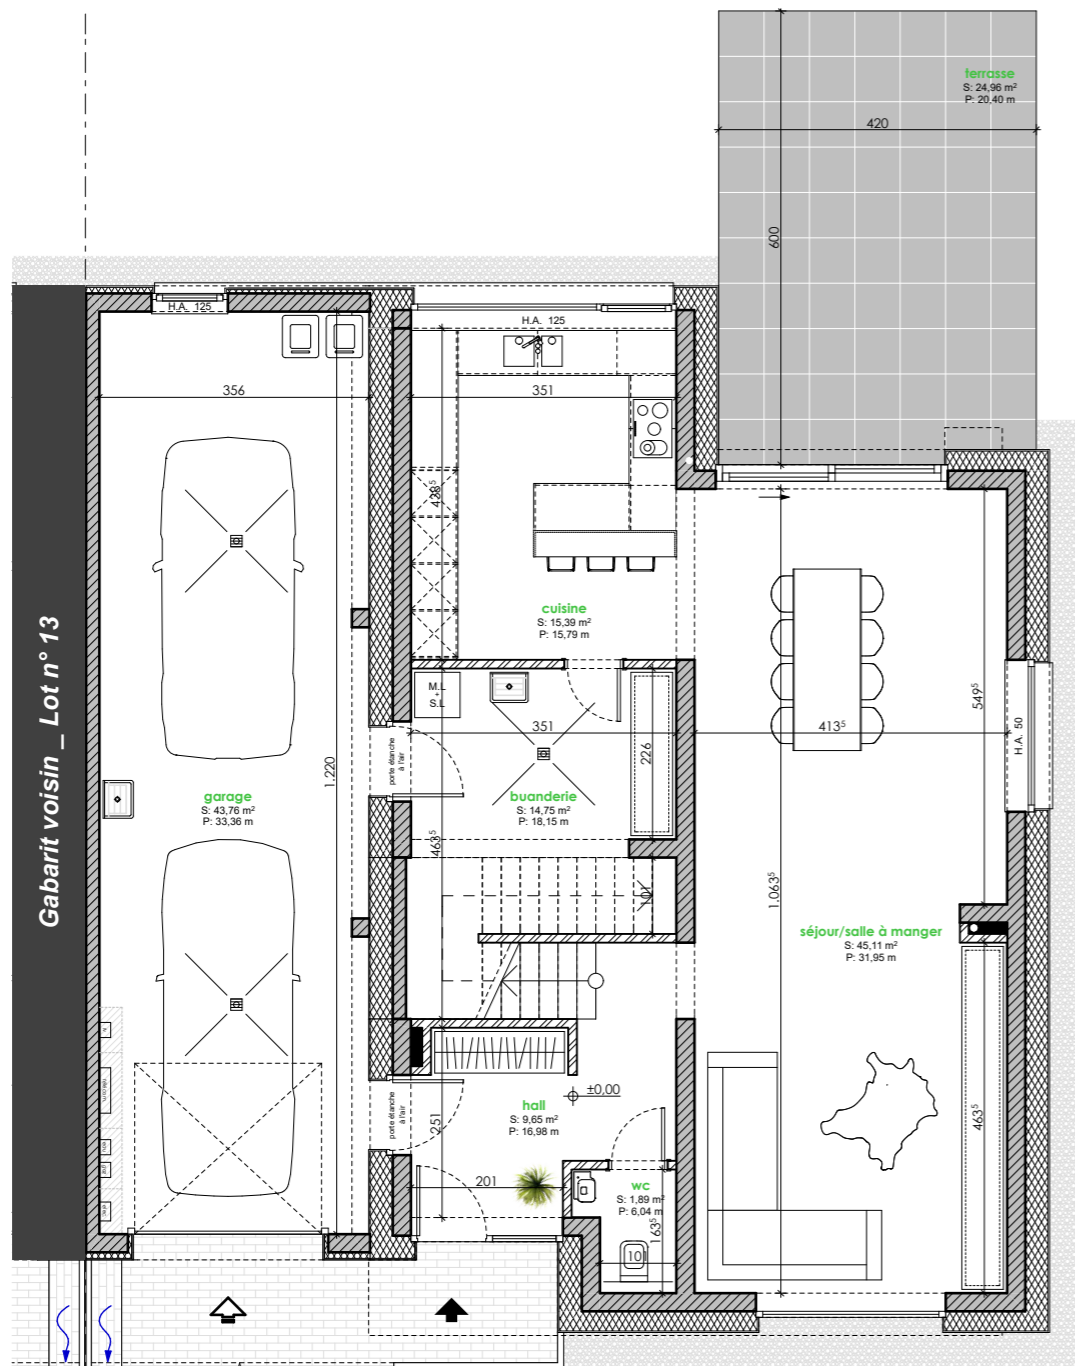 terrasse
S: 24,96 m²
P: 20,40 m
420
600
H.A. 125
H.A. 125
356
351
428⁵
cuisine
S: 15,39 m²
P: 15,79 m
Gabarit voisin _ Lot n° 13
M.L
+
S.L
351
226
413⁵
549⁵
H.A. 50
porte étanche
à l'air
1.220
garage
S: 43,76 m²
P: 33,36 m
buanderie
S: 14,75 m²
P: 18,15 m
463⁵
101
1.063⁵
séjour/salle à manger
S: 45,11 m²
P: 31,95 m
±0,00
hall
S: 9,65 m²
P: 16,98 m
porte étanche
à l'air
251
463⁵
201
wc
S: 1,89 m²
P: 6,04 m
163⁵
101